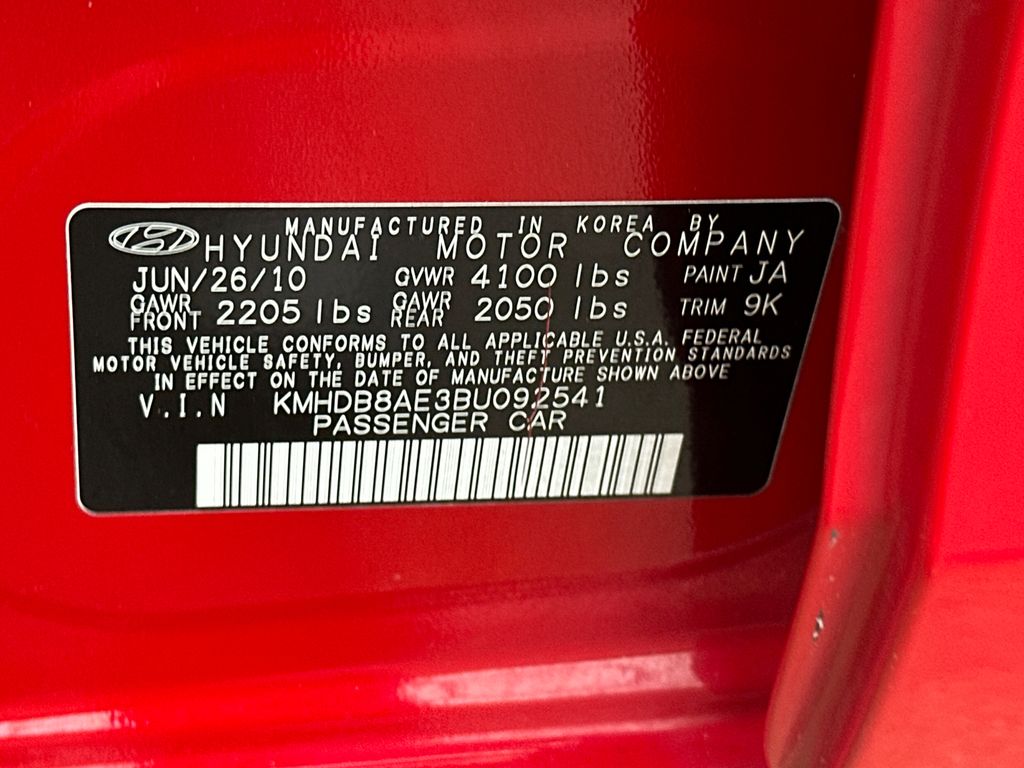 MANUFACTURED IN KOREA BY
HYUNDAI MOTOR COMPANY
JUN/26/10 GVWR 4100 lbs PAINT JA
GAWR FRONT 2205 lbs GAWR REAR 2050 lbs TRIM 9K
THIS VEHICLE CONFORMS TO ALL APPLICABLE U.S.A. FEDERAL
MOTOR VEHICLE SAFETY, BUMPER, AND THEFT PREVENTION STANDARDS
IN EFFECT ON THE DATE OF MANUFACTURE SHOWN ABOVE
V.I.N KMHDB8AE3BU092541
PASSENGER CAR